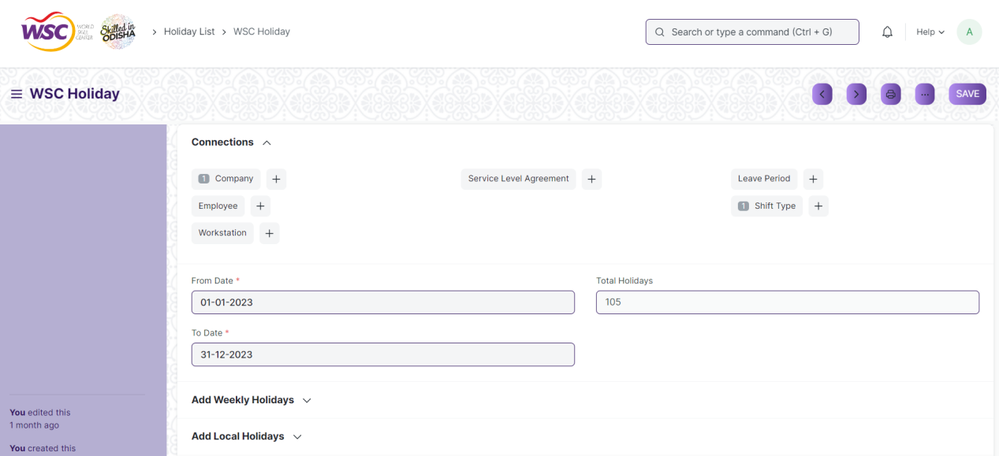 WSC WORLD SKILL CENTER
Skilled in ODISHA
Holiday List
WSC Holiday
Search or type a command (Ctrl + G)
Help
A
WSC Holiday
SAVE
Connections
1 Company
Service Level Agreement
Leave Period
Employee
1 Shift Type
Workstation
From Date *
Total Holidays
01-01-2023
105
To Date *
31-12-2023
Add Weekly Holidays
You edited this
1 month ago
Add Local Holidays
You created this